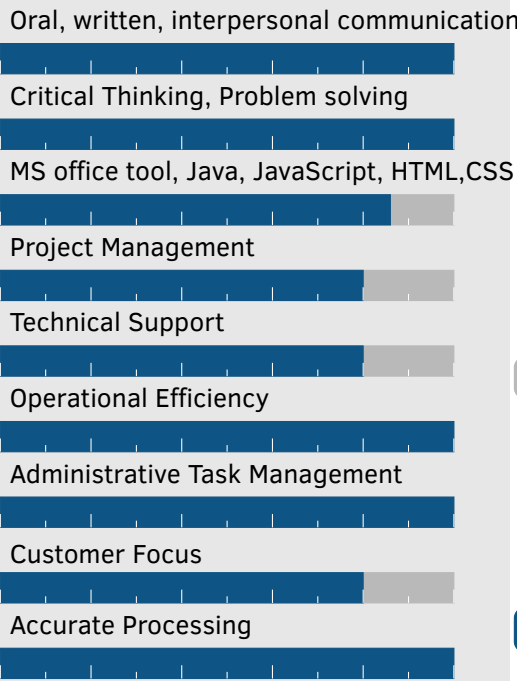 Oral, written, interpersonal communication
Critical Thinking, Problem solving
MS office tool, Java, JavaScript, HTML,CSS
Project Management
Technical Support
Operational Efficiency
Administrative Task Management
Customer Focus
Accurate Processing